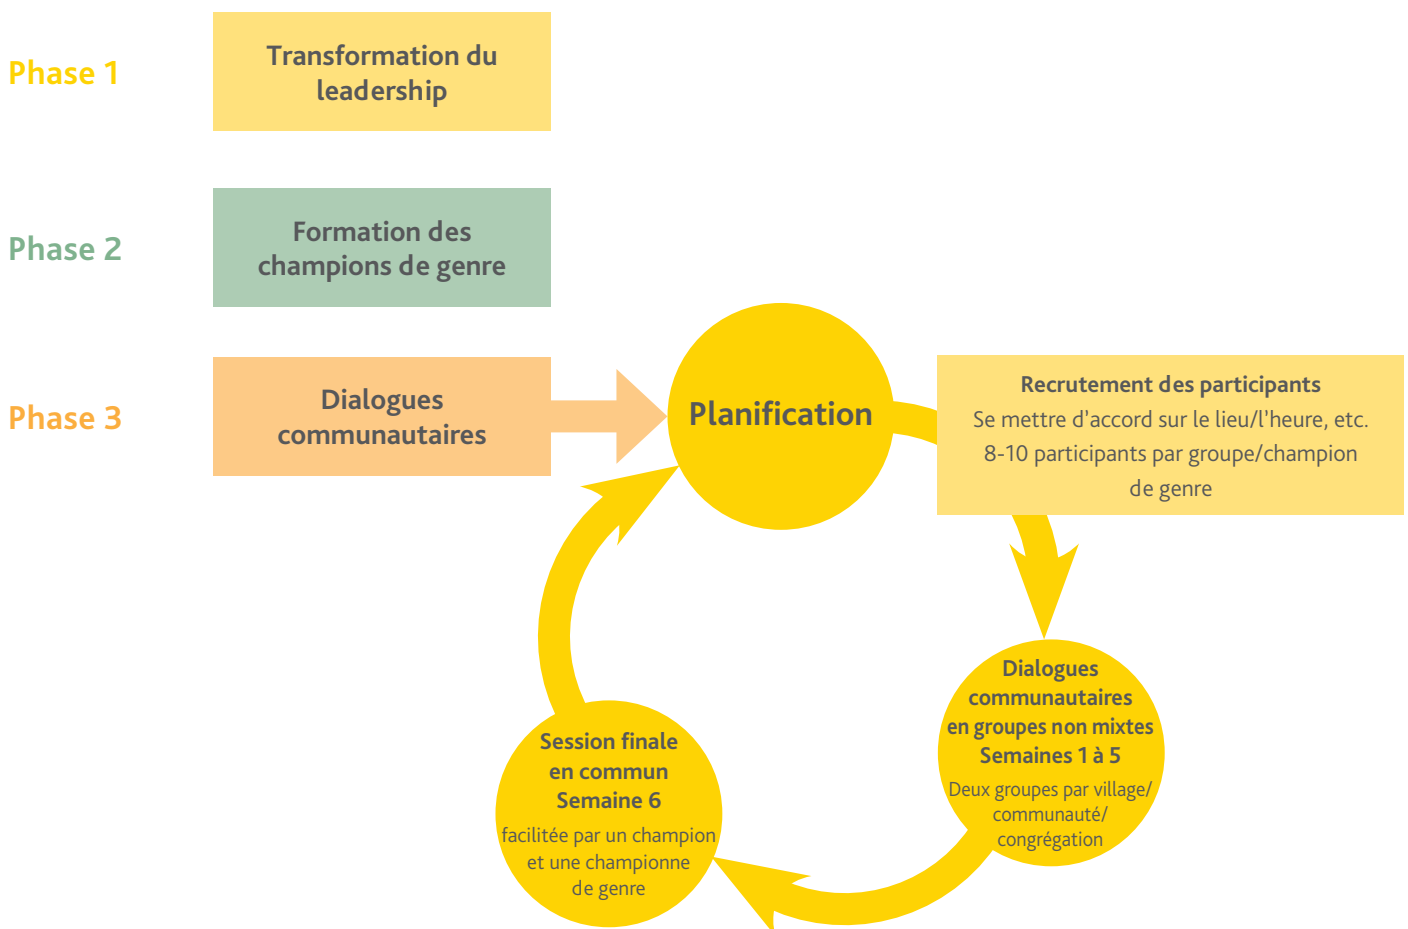 Phase 1
Transformation du
leadership
Phase 2
Formation des
champions de genre
Phase 3
Dialogues
communautaires
Planification
Recrutement des participants
Se mettre d'accord sur le lieu/l'heure, etc.
8-10 participants par groupe/champion
de genre
Dialogues
communautaires
en groupes non mixtes
Semaines 1 à 5
Deux groupes par village/
communauté/
congrégation
Session finale
en commun
Semaine 6
facilitée par un champion
et une championne
de genre